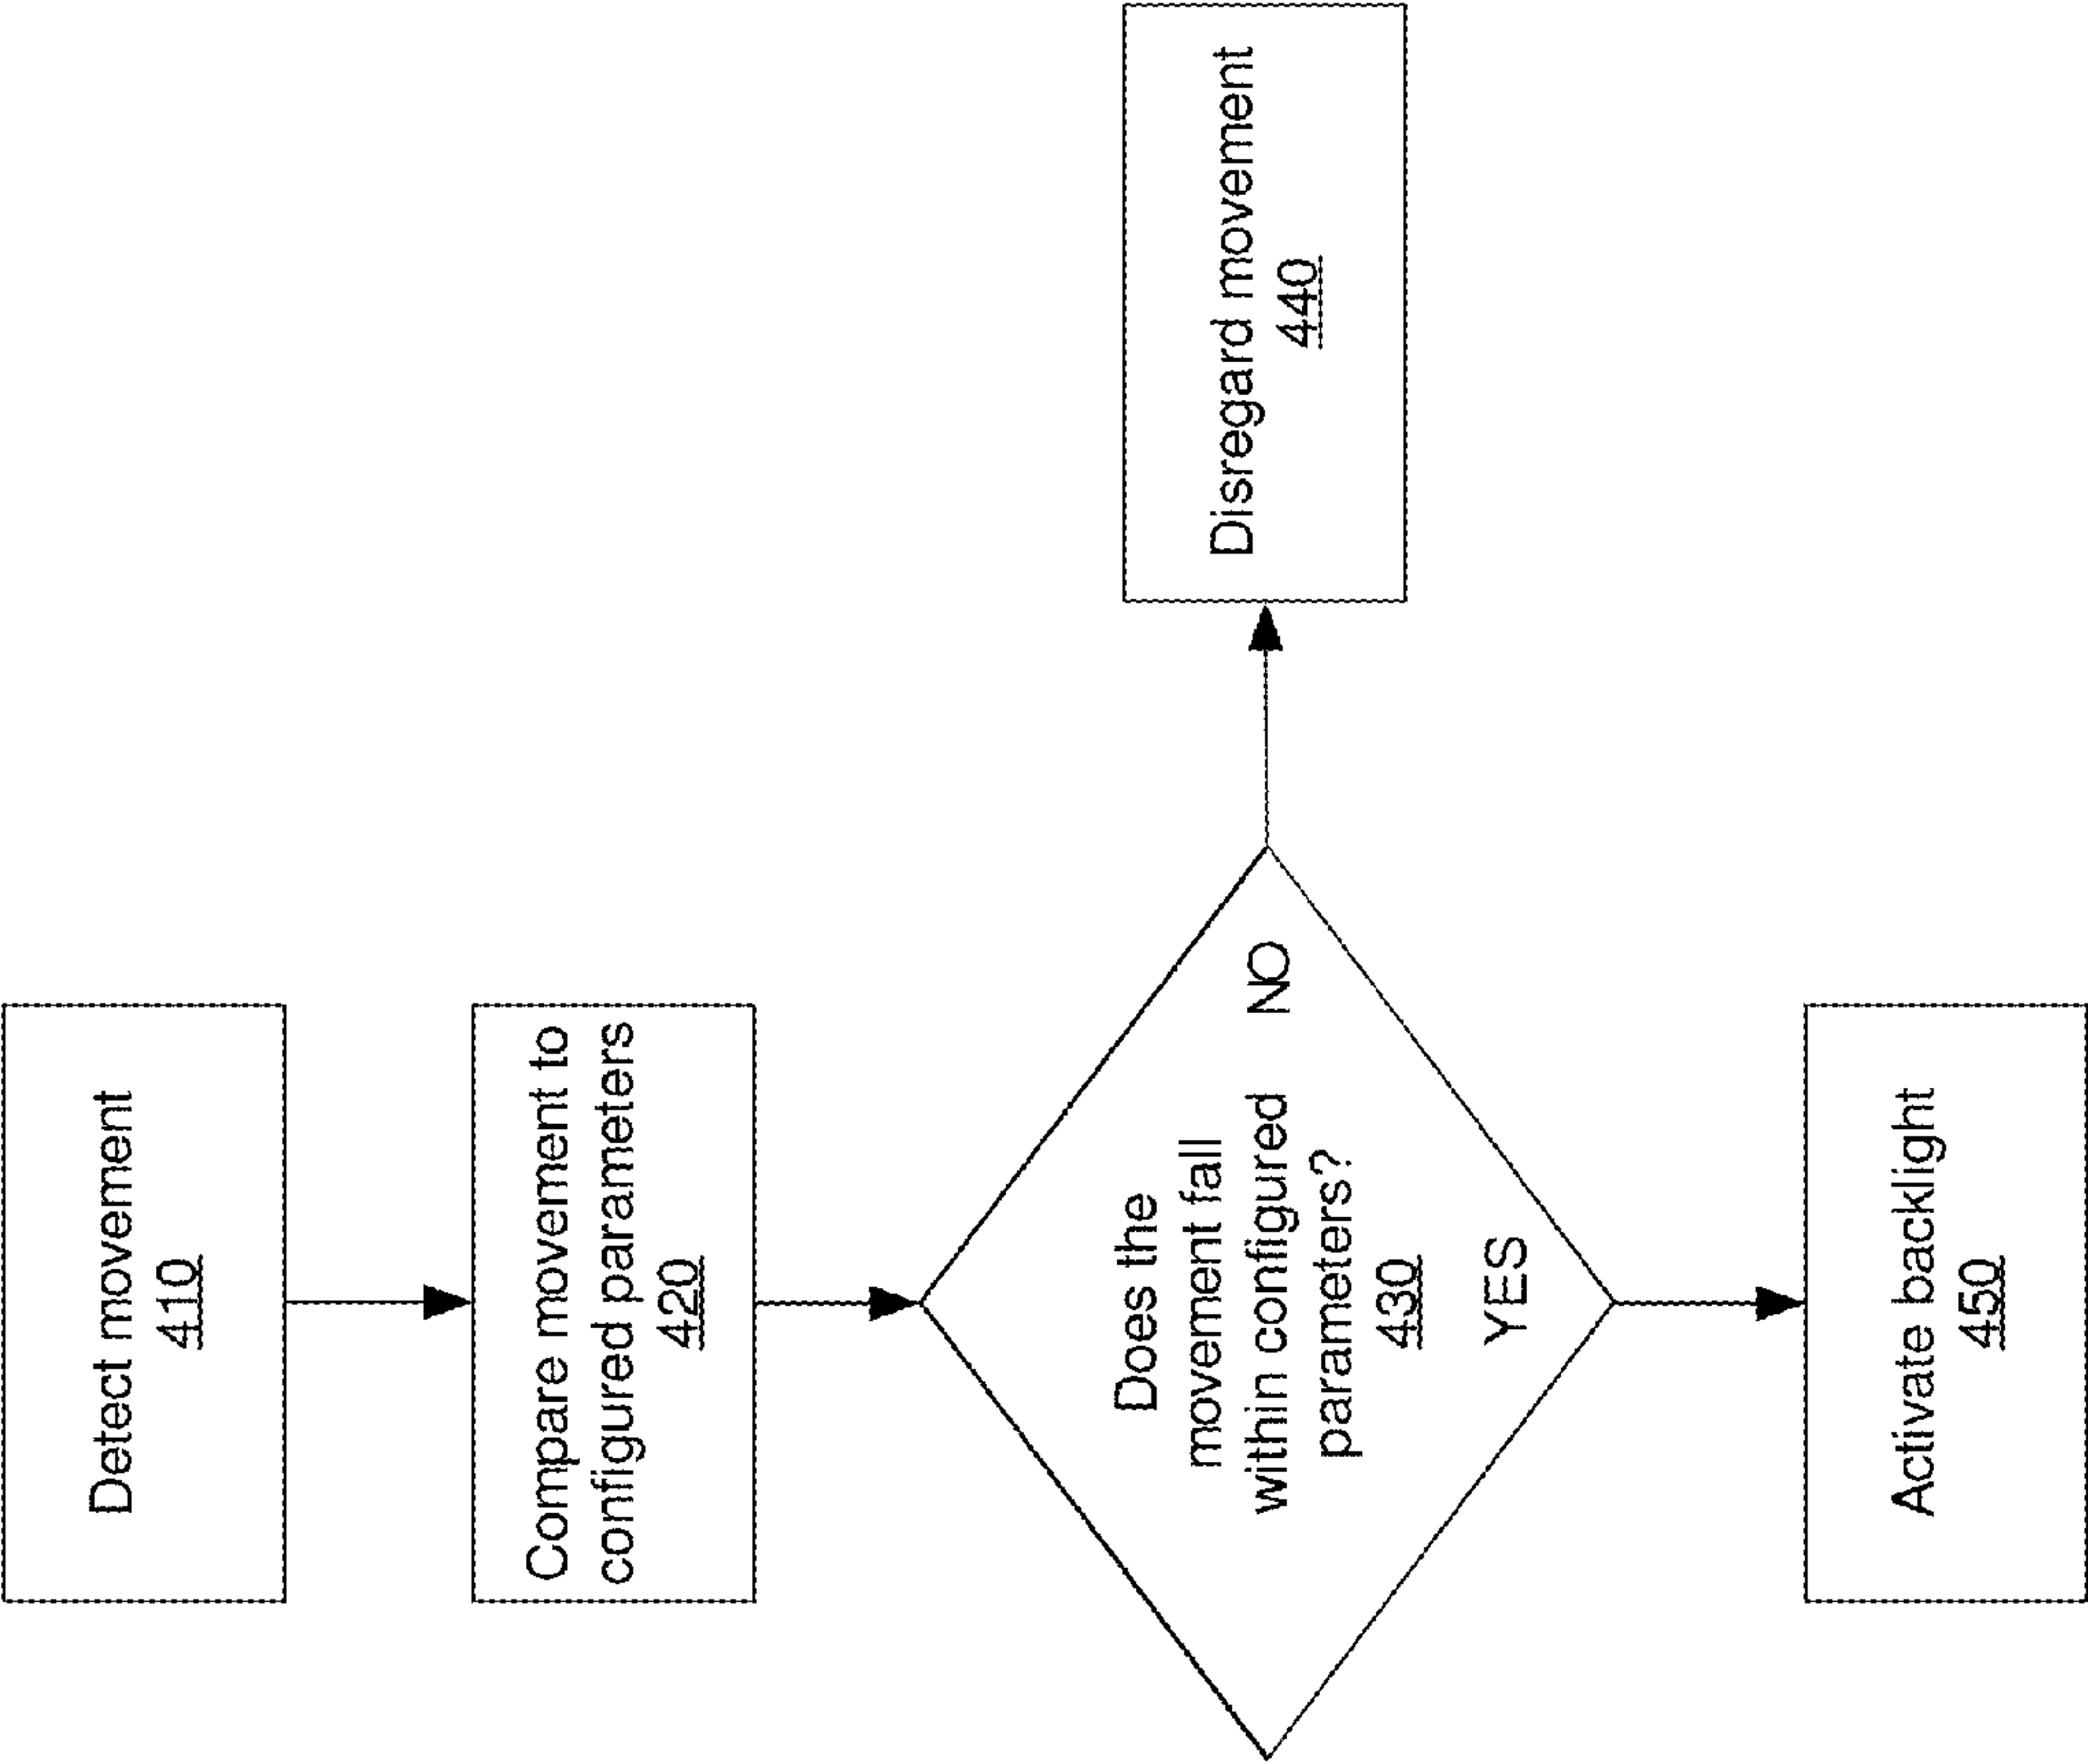 Detect movement
410
Compare movement to
configured parameters
420
Does the
movement fall
within configured
parameters?
430
NO
YES
Disregard movement
440
Activate backlight
450